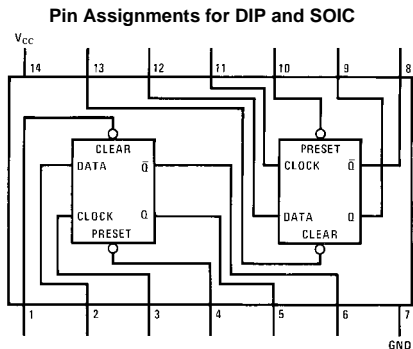 Pin Assignments for DIP and SOIC
VCC
14 13 12 11 10 9 8
CLEAR
DATA Q̅
CLOCK Q
PRESET
PRESET
CLOCK Q̅
DATA Q
CLEAR
1 2 3 4 5 6 7
GND